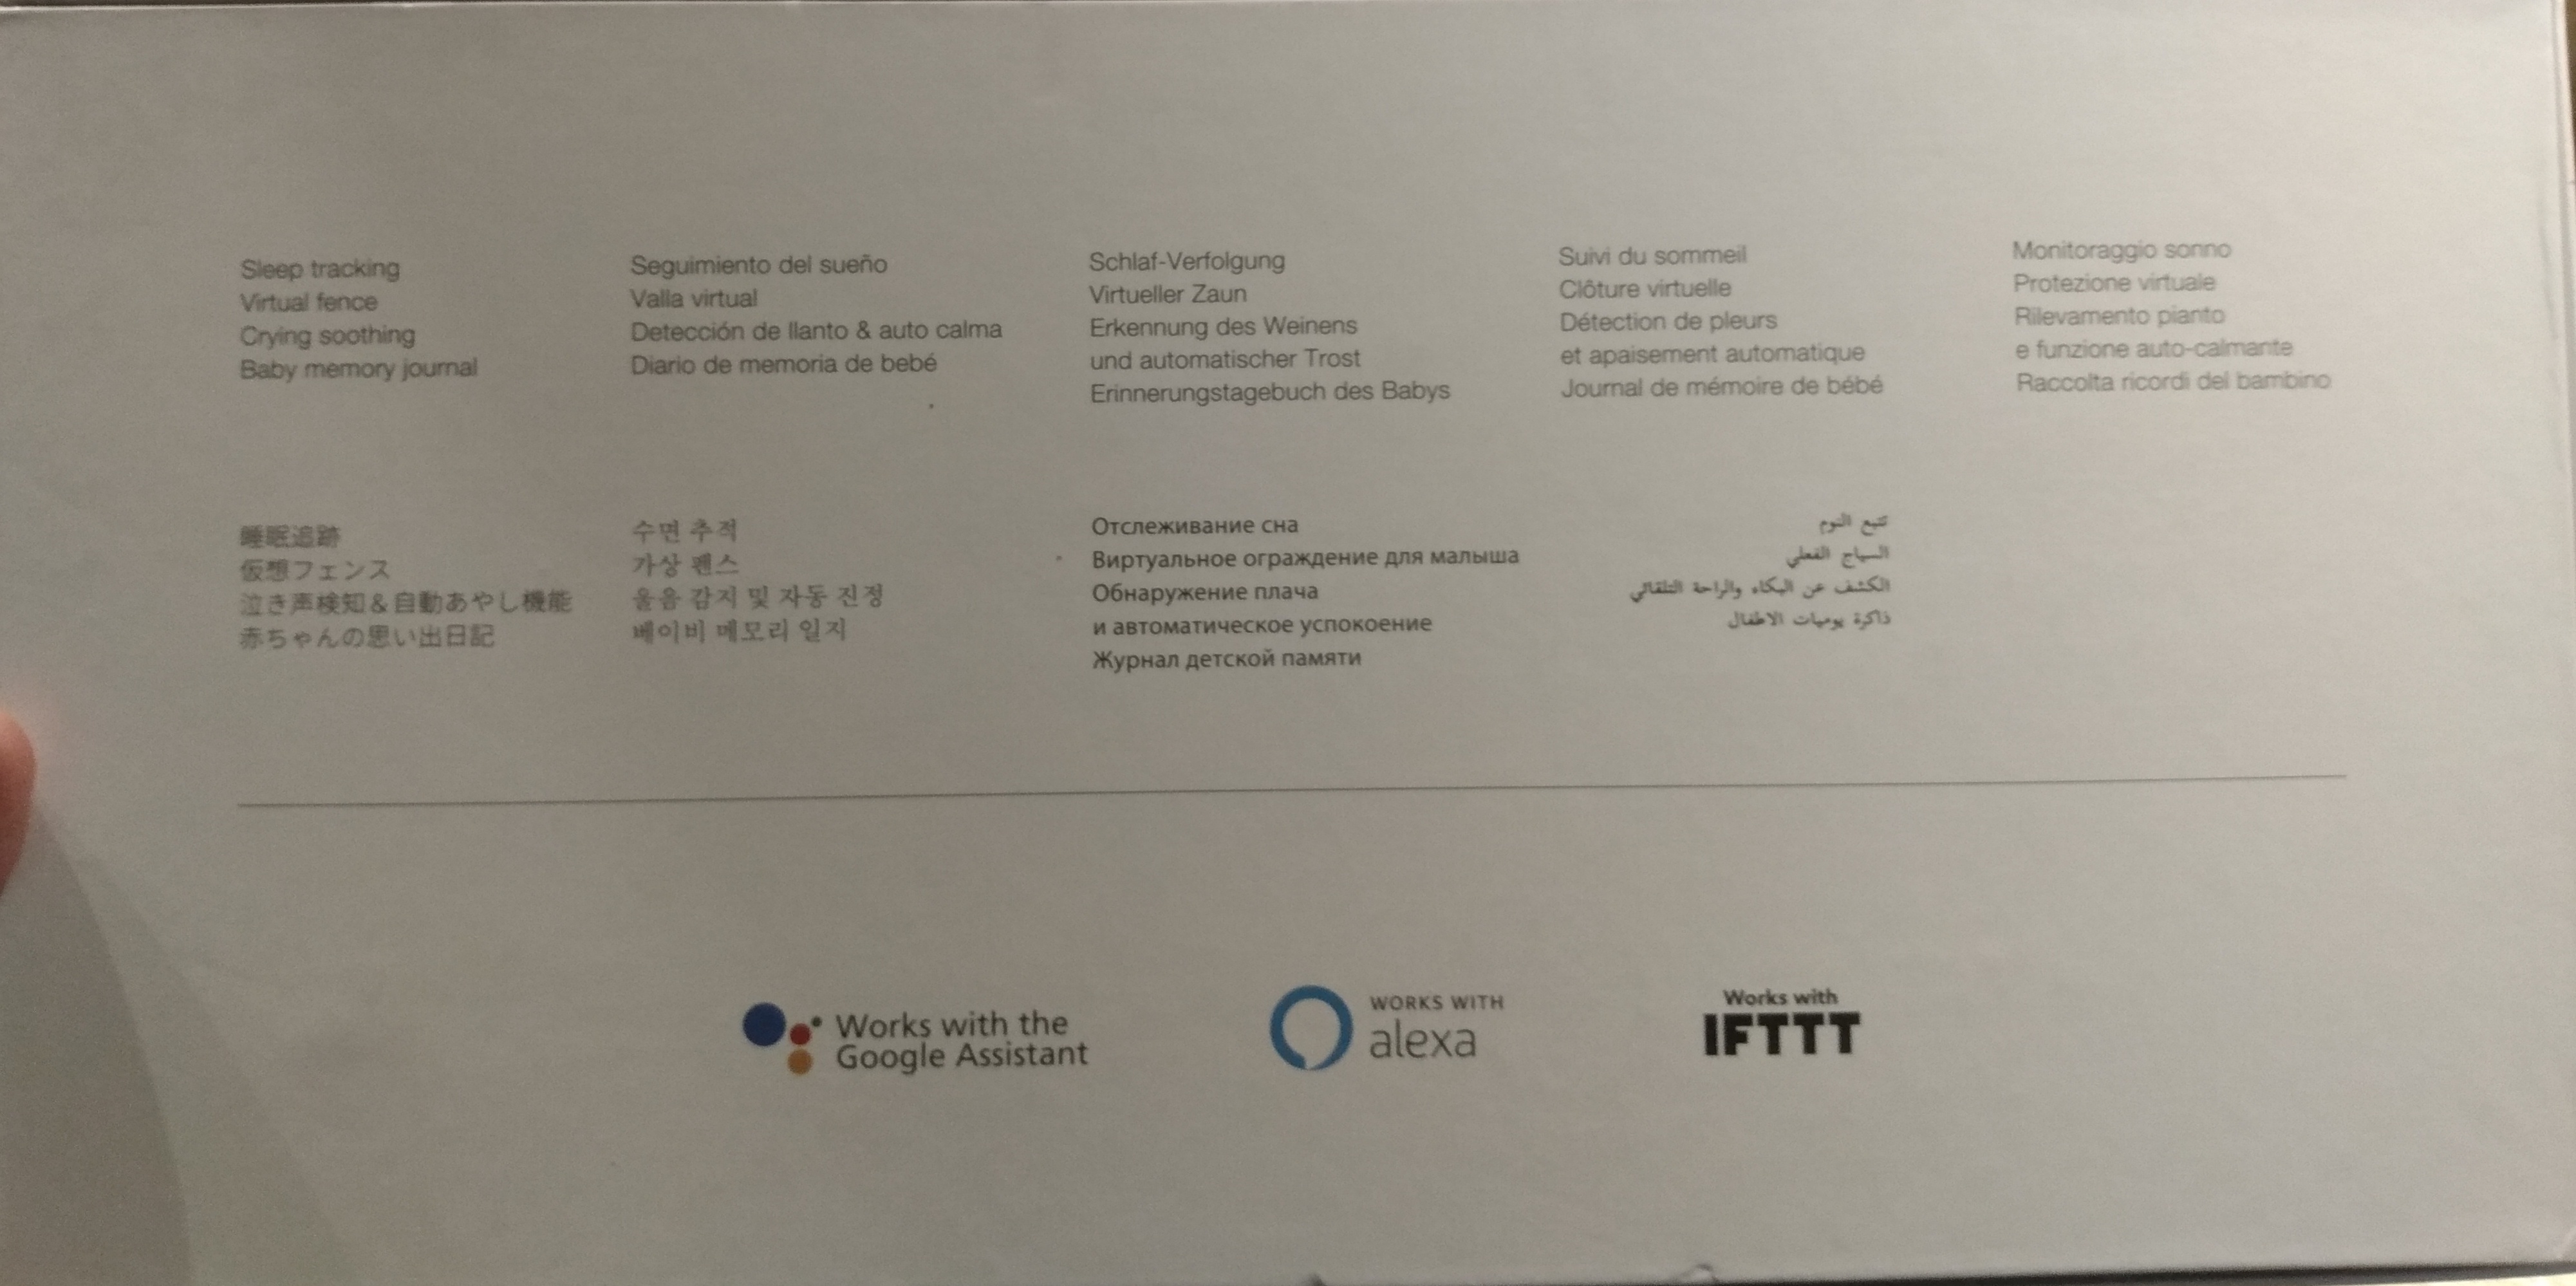 Sleep tracking
Virtual fence
Crying soothing
Baby memory journal
Seguimiento del sueño
Valla virtual
Detección de llanto & auto calma
Diario de memoria de bebé
Schlaf-Verfolgung
Virtueller Zaun
Erkennung des Weinens
und automatischer Trost
Erinnerungstagebuch des Babys
Suivi du sommeil
Clôture virtuelle
Détection de pleurs
et apaisement automatique
Journal de mémoire de bébé
Monitoraggio sonno
Protezione virtuale
Rilevamento pianto
e funzione auto-calmante
Raccolta ricordi del bambino
睡眠追跡
仮想フェンス
泣き声検知＆自動あやし機能
赤ちゃんの思い出日記
수면 추적
가상 펜스
울음 감지 및 자동 진정
베이비 메모리 일지
Отслеживание сна
Виртуальное ограждение для малыша
Обнаружение плача
и автоматическое успокоение
Журнал детской памяти
تتبع النوم
السياج الفعلي
الكشف عن البكاء والراحة التلقائي
ذاكرة يوميات الاطفال
Works with the
Google Assistant
WORKS WITH
alexa
Works with
IFTTT